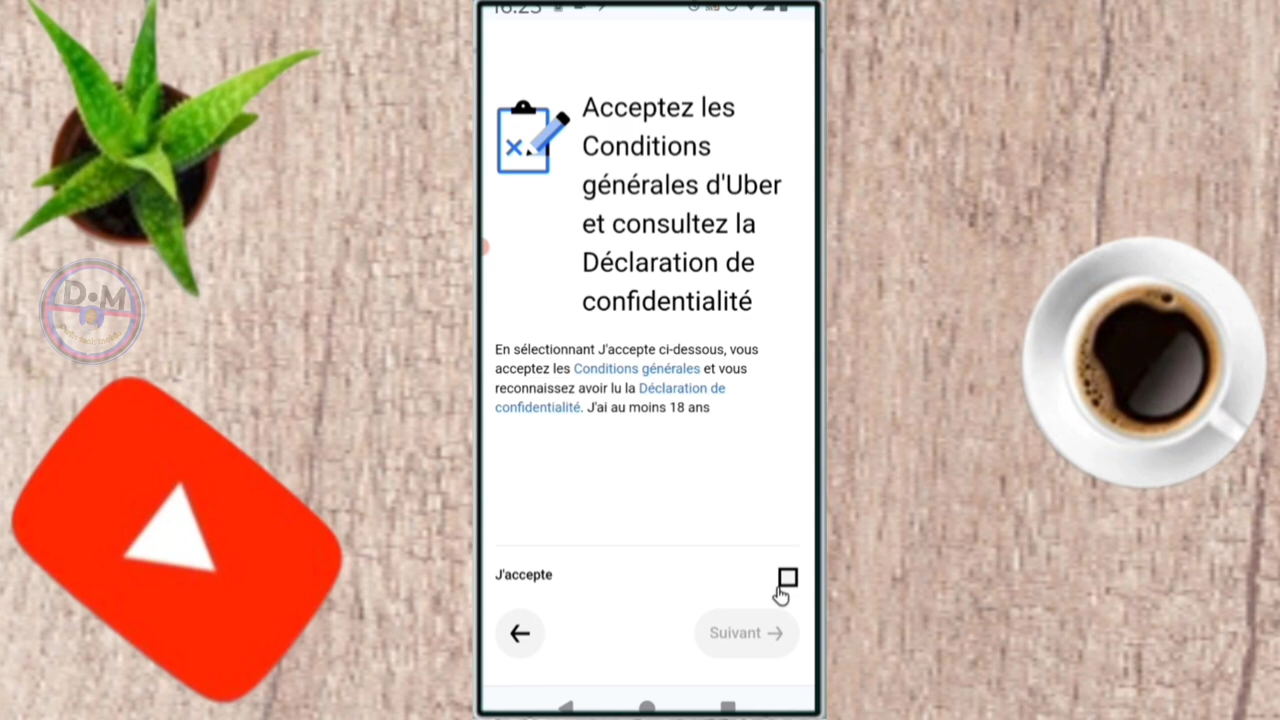 Acceptez les
Conditions
générales d'Uber
et consultez la
Déclaration de
confidentialité
En sélectionnant J'accepte ci-dessous, vous
acceptez les Conditions générales et vous
reconnaissez avoir lu la Déclaration de
confidentialité. J'ai au moins 18 ans
J'accepte
Suivant
D•M